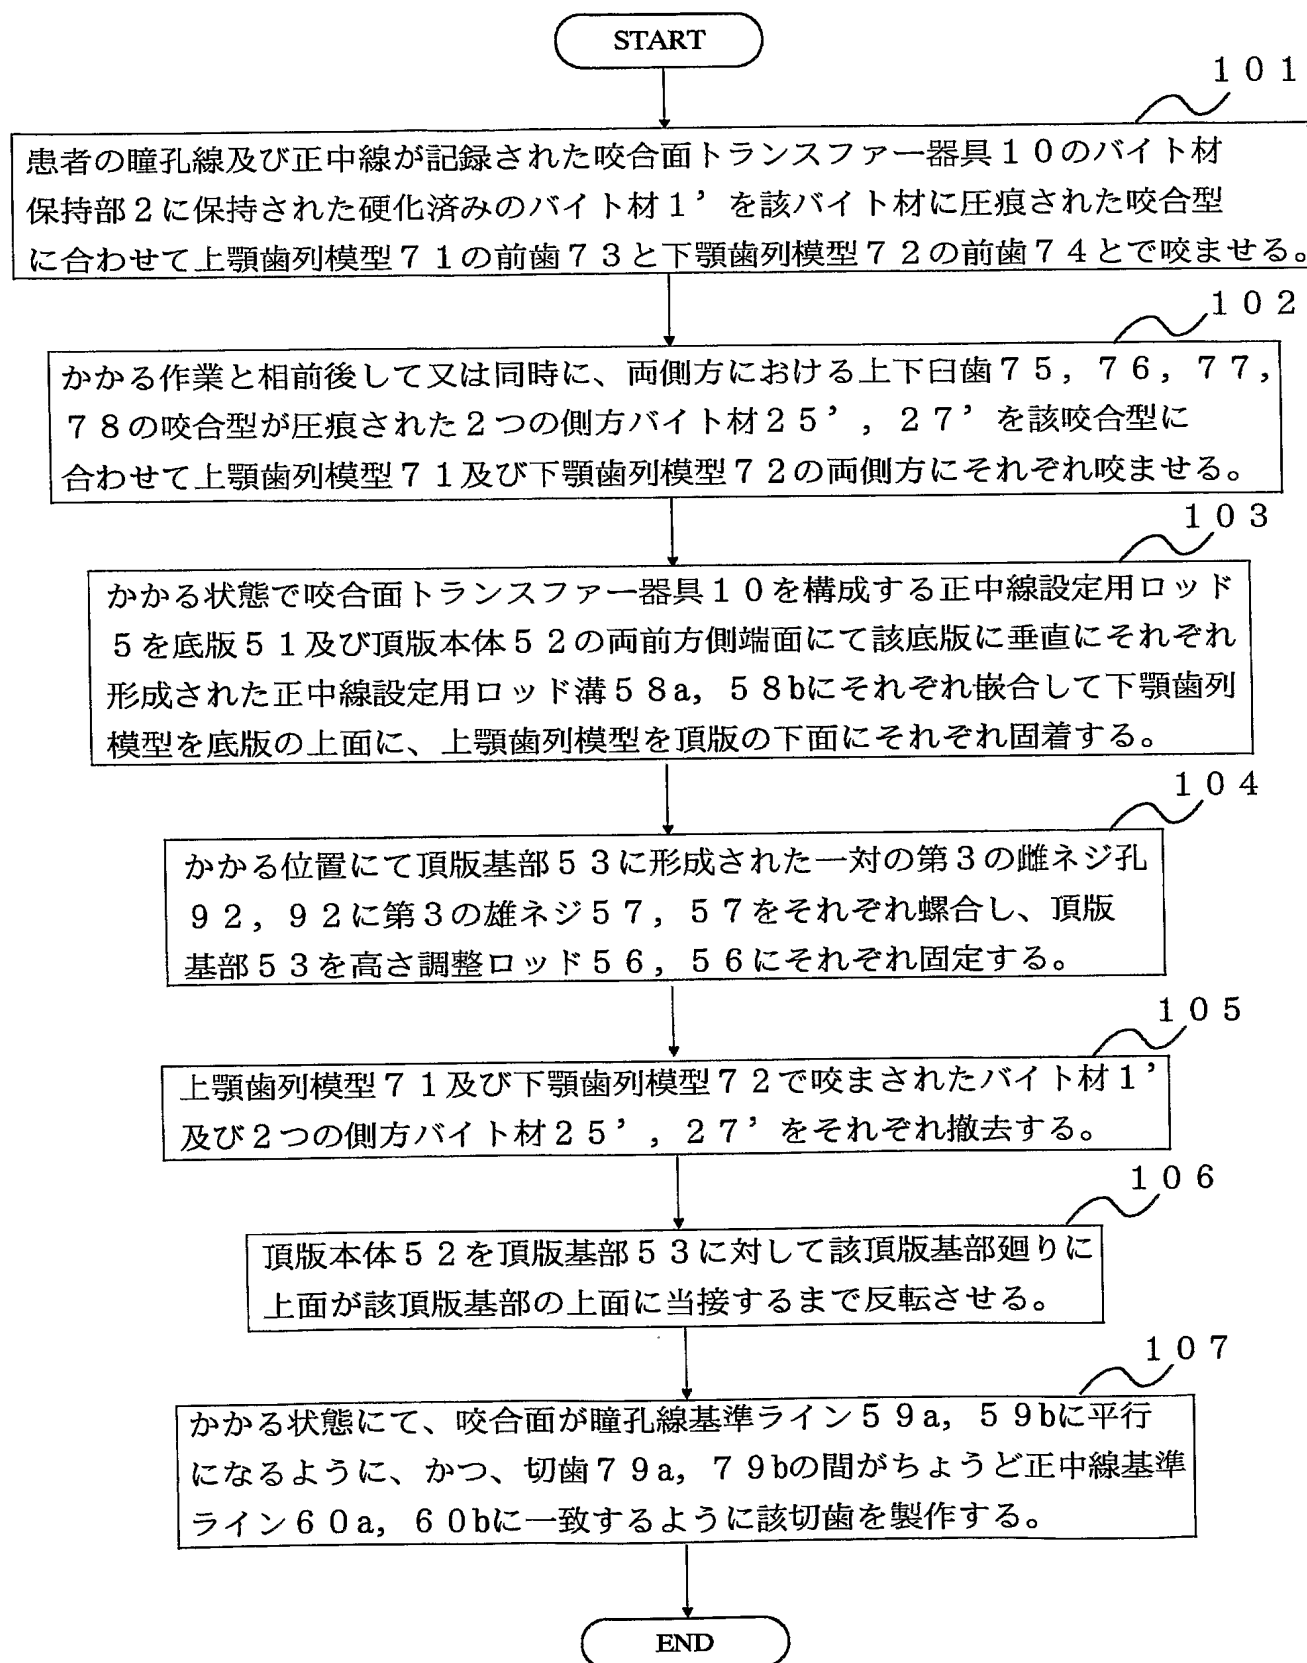 START
101
患者の瞳孔線及び正中線が記録された咬合面トランスファー器具10のバイト材
保持部2に保持された硬化済みのバイト材1’を該バイト材に圧痕された咬合型
に合わせて上顎歯列模型71の前歯73と下顎歯列模型72の前歯74とで咬ませる。
102
かかる作業と相前後して又は同時に、両側方における上下臼歯75, 76, 77,
78の咬合型が圧痕された2つの側方バイト材25’, 27’を該咬合型に
合わせて上顎歯列模型71及び下顎歯列模型72の両側方にそれぞれ咬ませる。
103
かかる状態で咬合面トランスファー器具10を構成する正中線設定用ロッド
5を底版51及び頂版本体52の両前方側端面にて該底版に垂直にそれぞれ
形成された正中線設定用ロッド溝58a, 58bにそれぞれ嵌合して下顎歯列
模型を底版の上面に、上顎歯列模型を頂版の下面にそれぞれ固着する。
104
かかる位置にて頂版基部53に形成された一対の第3の雌ネジ孔
92, 92に第3の雄ネジ57, 57をそれぞれ螺合し、頂版
基部53を高さ調整ロッド56, 56にそれぞれ固定する。
105
上顎歯列模型71及び下顎歯列模型72で咬まされたバイト材1’
及び2つの側方バイト材25’, 27’をそれぞれ撤去する。
106
頂版本体52を頂版基部53に対して該頂版基部廻りに
上面が該頂版基部の上面に当接するまで反転させる。
107
かかる状態にて、咬合面が瞳孔線基準ライン59a, 59bに平行
になるように、かつ、切歯79a, 79bの間がちょうど正中線基準
ライン60a, 60bに一致するように該切歯を製作する。
END